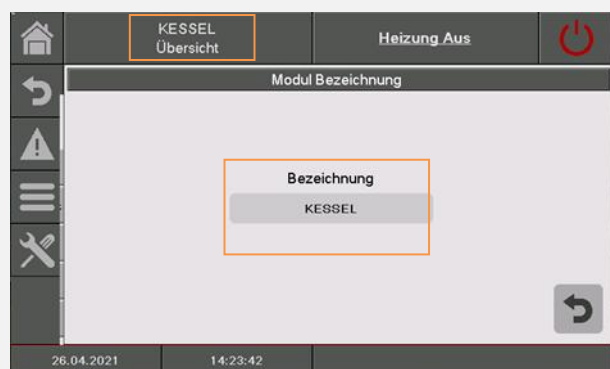 KESSEL
Übersicht
Heizung Aus
Modul Bezeichnung
Bezeichnung
KESSEL
26.04.2021
14:23:42